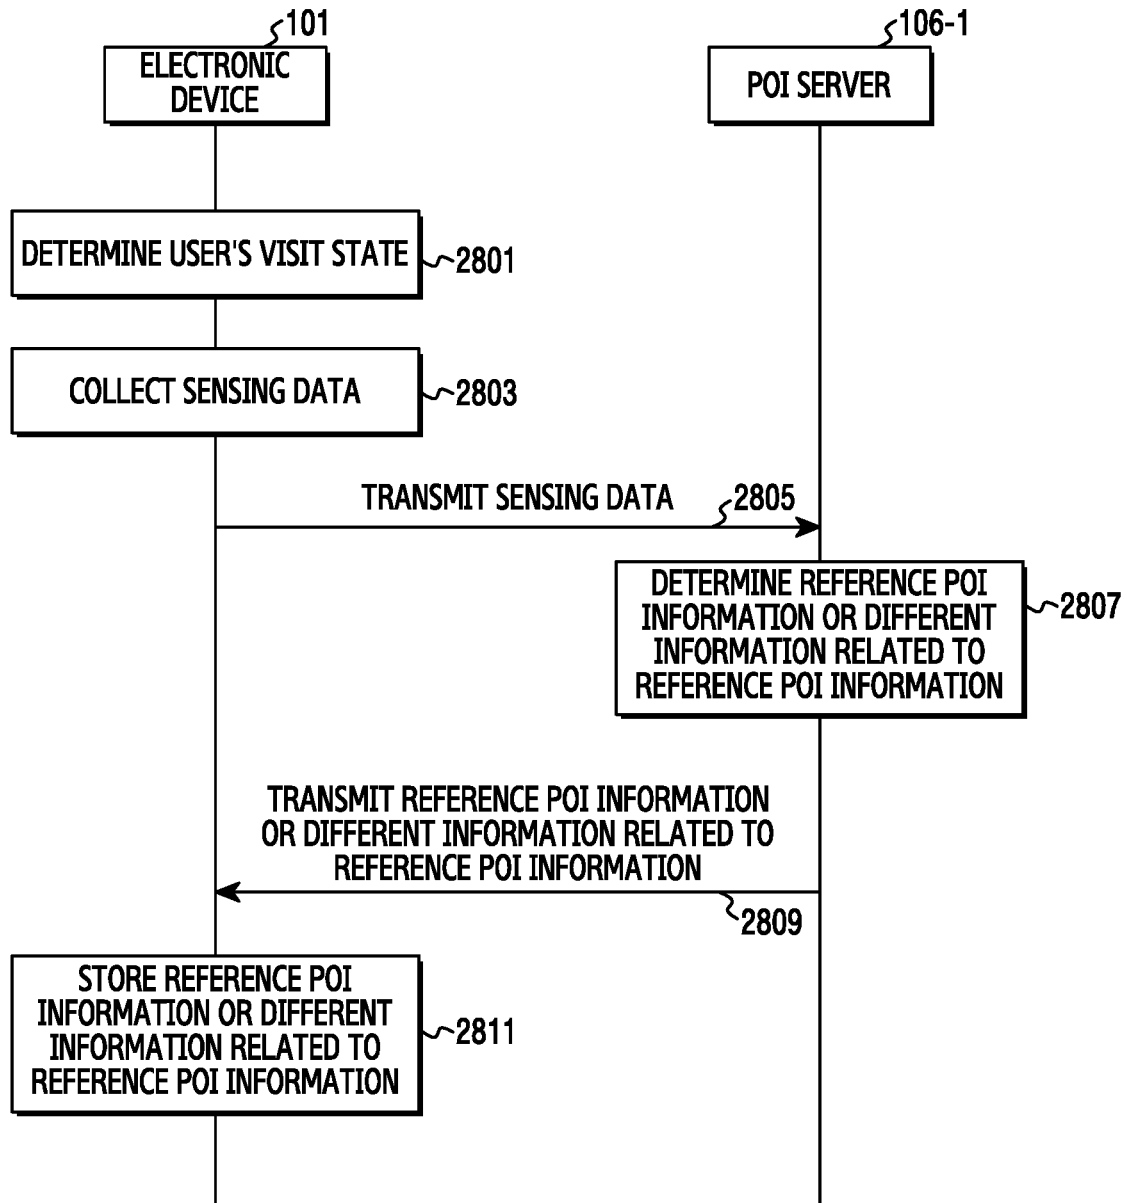 101
106-1
ELECTRONIC
DEVICE
POI SERVER
DETERMINE USER'S VISIT STATE
2801
COLLECT SENSING DATA
2803
TRANSMIT SENSING DATA
2805
DETERMINE REFERENCE POI
INFORMATION OR DIFFERENT
INFORMATION RELATED TO
REFERENCE POI INFORMATION
2807
TRANSMIT REFERENCE POI INFORMATION
OR DIFFERENT INFORMATION RELATED TO
REFERENCE POI INFORMATION
2809
STORE REFERENCE POI
INFORMATION OR DIFFERENT
INFORMATION RELATED TO
REFERENCE POI INFORMATION
2811